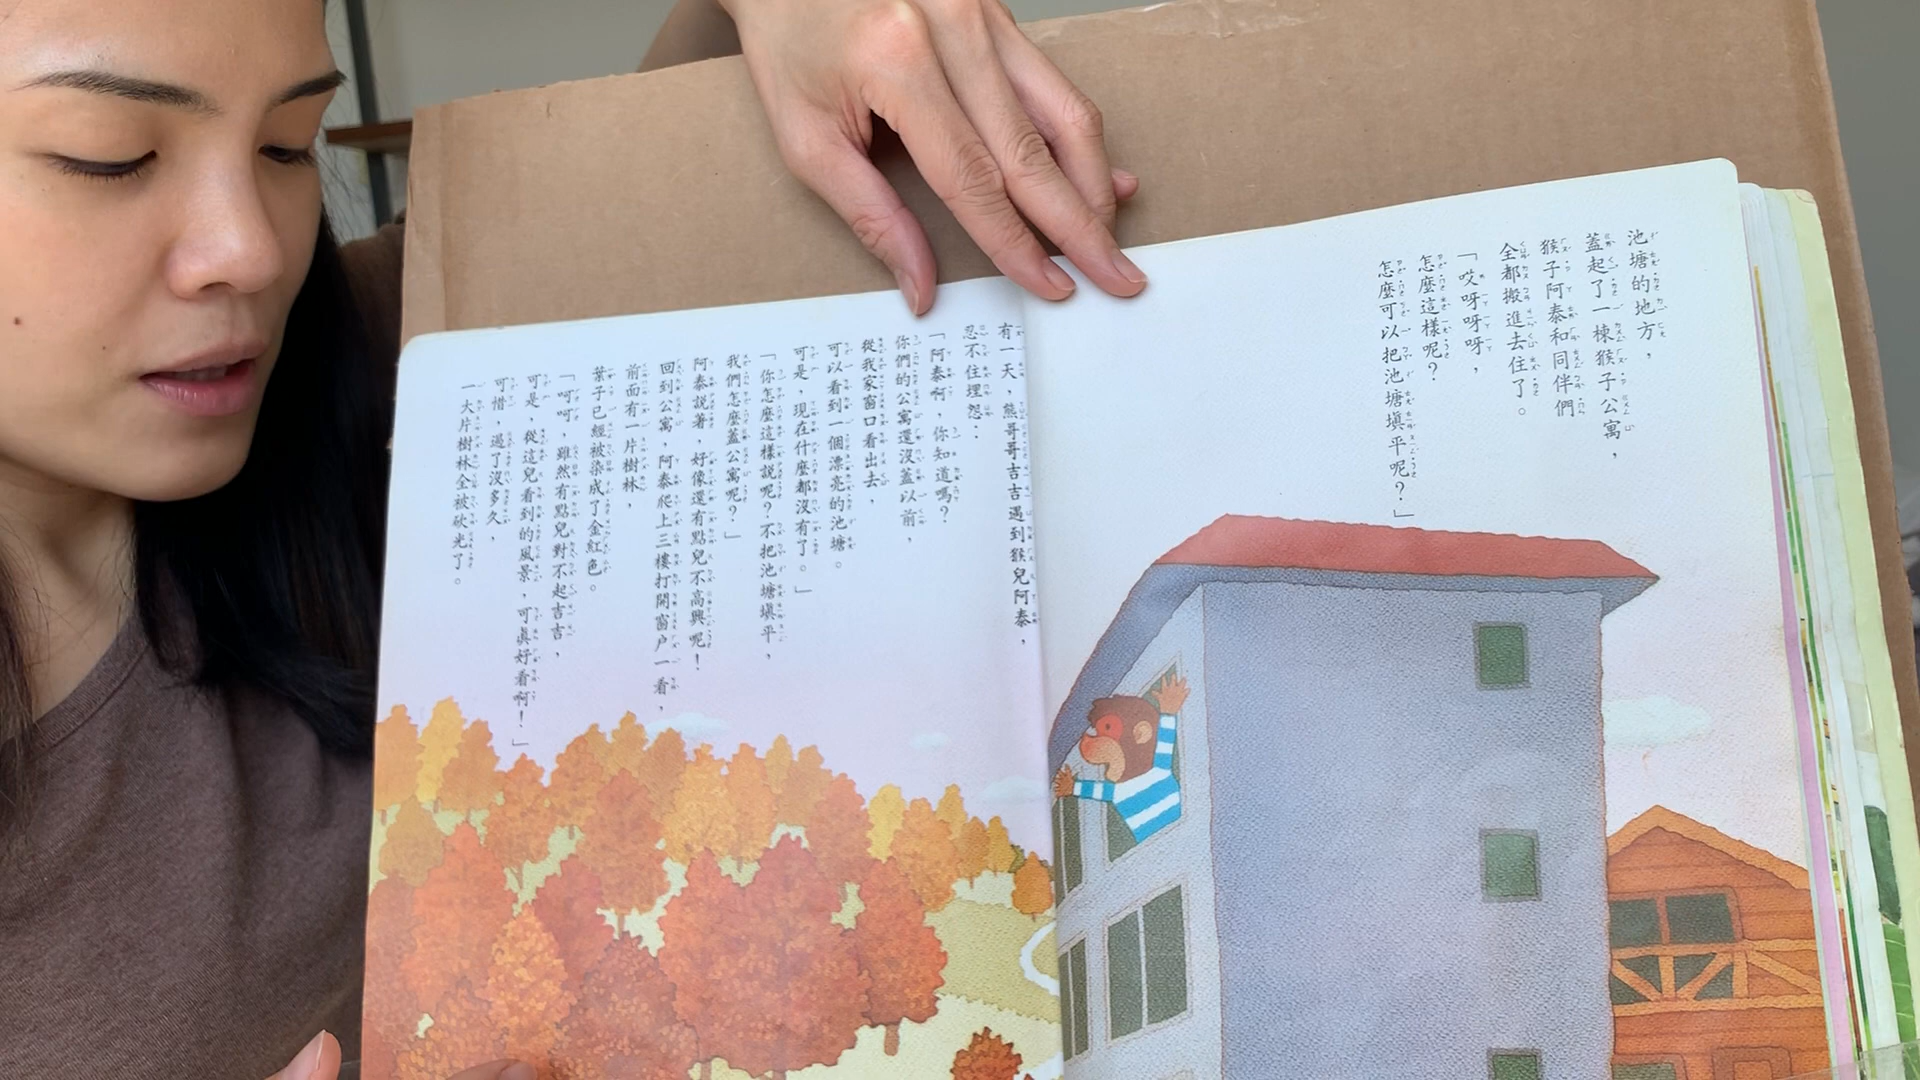 池塘的地方，
蓋起了一棟猴子公寓，
猴子阿泰和同伴們
全都搬進去住了。
「哎呀呀呀，
怎麼這樣呢？
怎麼可以把池塘填平呢？」
有一天，熊哥哥吉吉遇到猴兒阿泰，
忍不住埋怨：
「阿泰啊，你知道嗎？
你們的公寓還沒蓋以前，
從我家窗口看出去，
可以看到一個漂亮的池塘。
可是，現在什麼都沒有了。」
「你怎麼這樣說呢？不把池塘填平，
我們怎麼蓋公寓呢？」
阿泰說著，好像還有點兒不高興呢！
回到公寓，阿泰爬上三樓打開窗戶一看，
前面有一片樹林，
葉子已經被染成了金紅色。
「呵呵，雖然有點兒對不起吉吉，
可是，從這兒看到的風景，可真好看啊！」
可惜，過了沒多久，
一大片樹林全被砍光了。